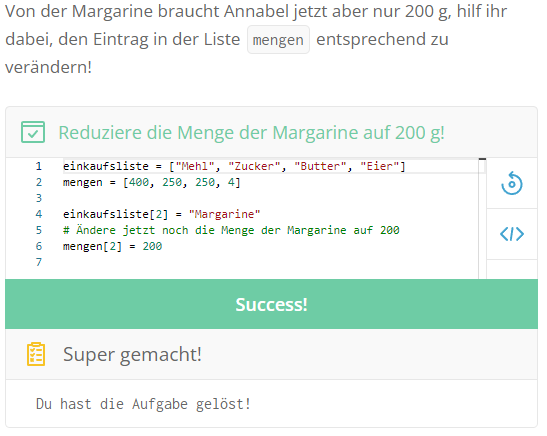 Von der Margarine braucht Annabel jetzt aber nur 200 g, hilf ihr
dabei, den Eintrag in der Liste mengen entsprechend zu
verändern!
Reduziere die Menge der Margarine auf 200 g!
1 einkaufsliste = ["Mehl", "Zucker", "Butter", "Eier"]
2 mengen = [400, 250, 250, 4]
3
4 einkaufsliste[2] = "Margarine"
5 # Ändere jetzt noch die Menge der Margarine auf 200
6 mengen[2] = 200
7
</>
Success!
Super gemacht!
Du hast die Aufgabe gelöst!